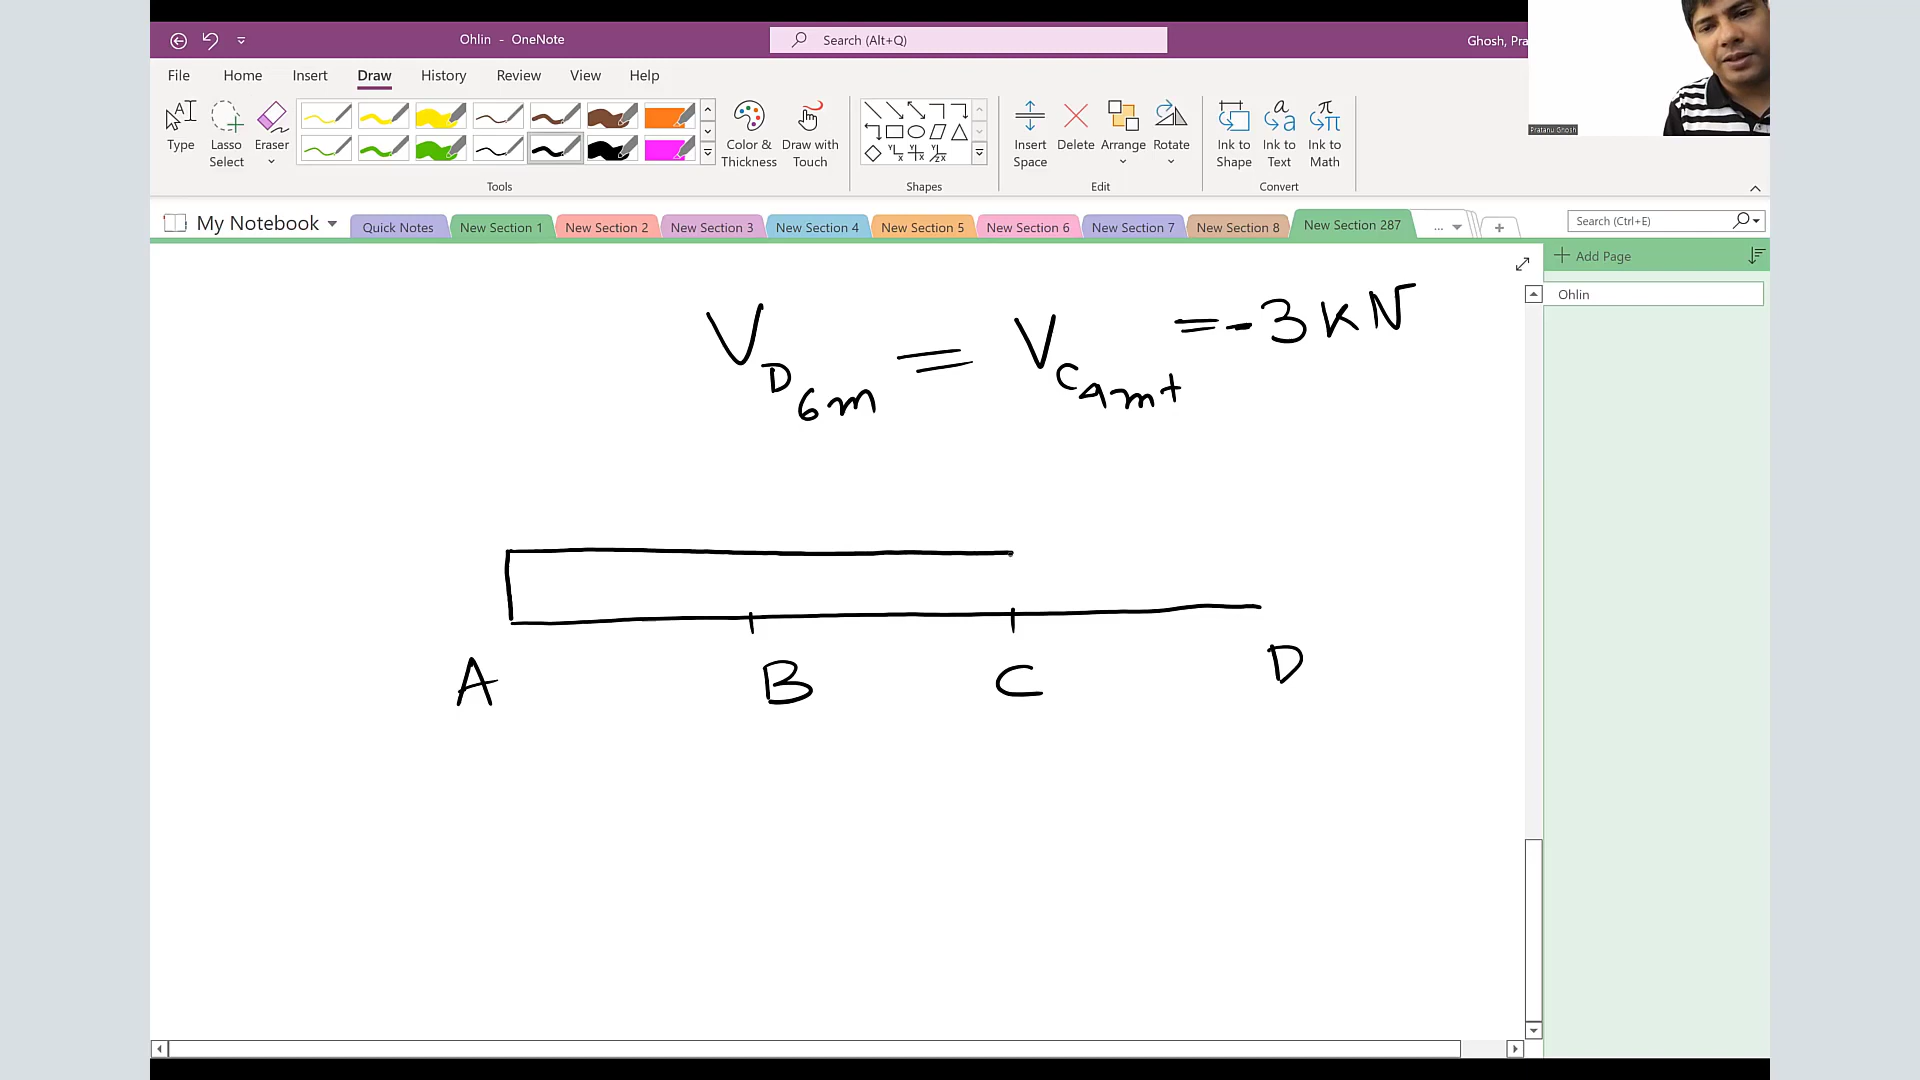 Ohlin - OneNote
Search (Alt+Q)
Ghosh, Pra
File Home Insert Draw History Review View Help
Type
Lasso Select
Eraser
Color & Thickness
Draw with Touch
Insert Space
Delete
Arrange
Rotate
Ink to Shape
Ink to Text
Ink to Math
Tools
Shapes
Edit
Convert
Pratanu Ghosh
My Notebook
Quick Notes
New Section 1
New Section 2
New Section 3
New Section 4
New Section 5
New Section 6
New Section 7
New Section 8
New Section 287
...
Search (Ctrl+E)
Add Page
Ohlin
V D 6m = V C 4m+ = -3 KN
A B C D